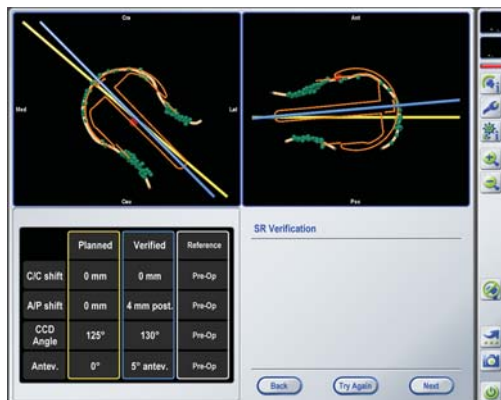 Cra
Med
Lat
Cau
Ant
Pos
SR Verification
Planned Verified Reference
C/C shift 0 mm 0 mm Pre-Op
A/P shift 0 mm 4 mm post. Pre-Op
CCD Angle 125° 130° Pre-Op
Antev. 0° 5° antev. Pre-Op
Back Try Again Next